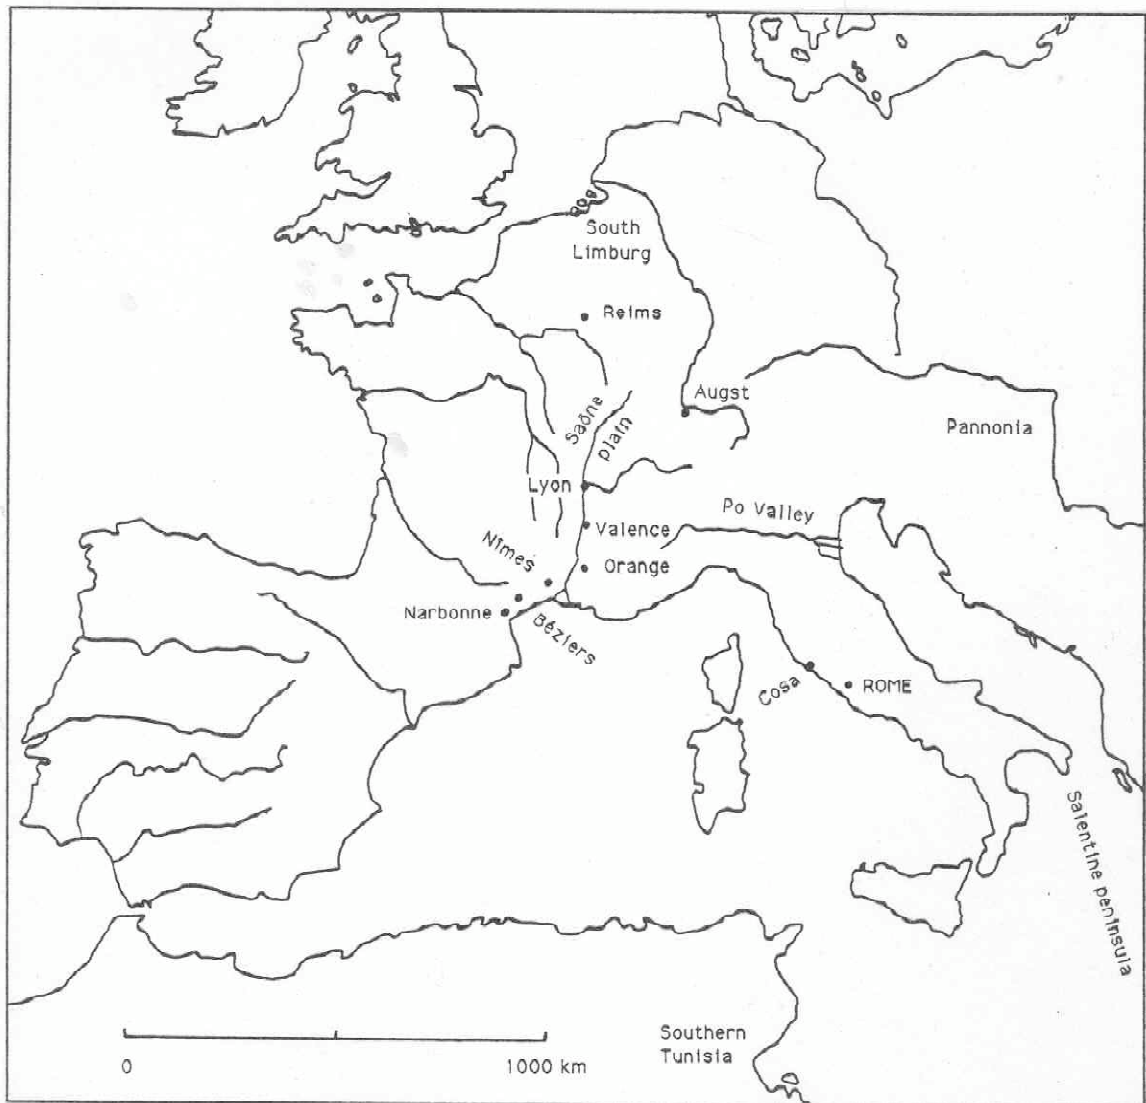 South
Limburg
Reims
Augst
Saône
plain
Pannonia
Lyon
Po Valley
Valence
Nîmes
Orange
Narbonne
Béziers
Cosa
ROME
Salentine peninsula
Southern
Tunisia
0
1000 km